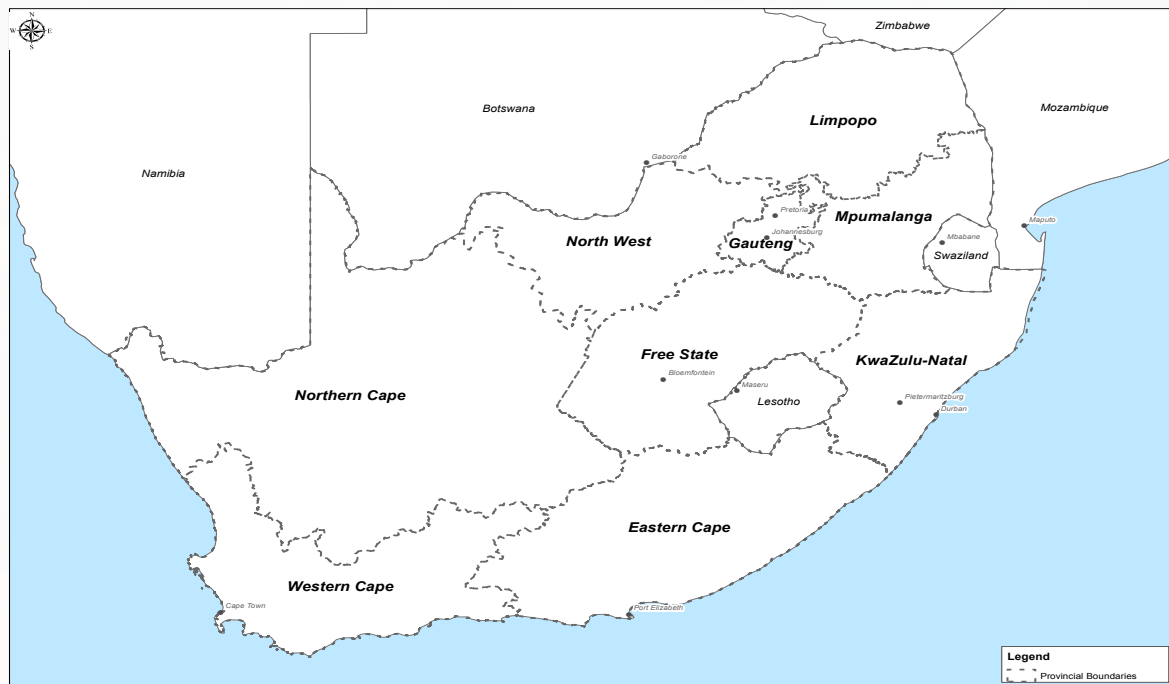 N
W E
S
Zimbabwe
Botswana
Mozambique
Limpopo
Gaborone
Namibia
Pretoria
Mpumalanga
Maputo
Johannesburg
North West
Gauteng
Mbabane
Swaziland
Free State
KwaZulu-Natal
Bloemfontein
Maseru
Northern Cape
Lesotho
Pietermaritzburg
Durban
Eastern Cape
Western Cape
Cape Town
Port Elizabeth
Legend
Provincial Boundaries